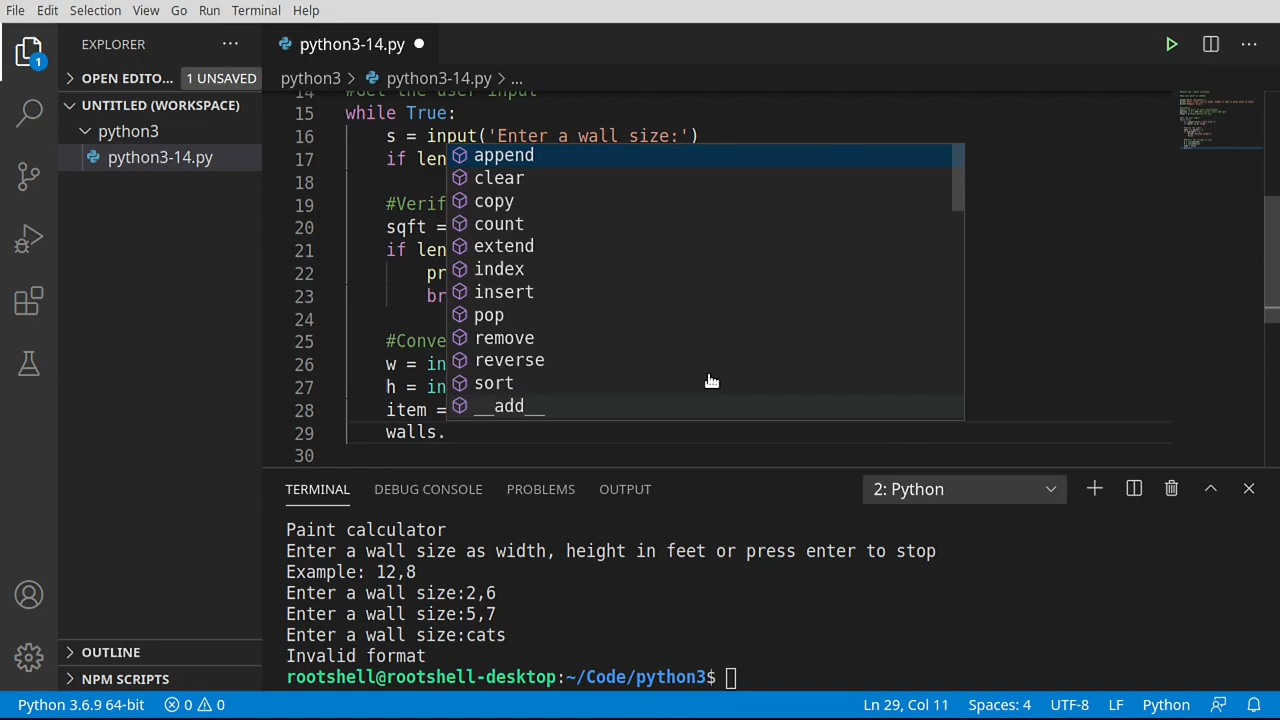 File Edit Selection View Go Run Terminal Help
EXPLORER
python3-14.py
OPEN EDITO... 1 UNSAVED
python3 > python3-14.py > ...
UNTITLED (WORKSPACE)
python3
python3-14.py
14 #Get the user input
15 while True:
16 s = input('Enter a wall size:')
17 if len
18
19 #Verif
20 sqft =
21 if len
22 pr
23 br
24
25 #Conve
26 w = in
27 h = in
28 item =
29 walls.
30
append
clear
copy
count
extend
index
insert
pop
remove
reverse
sort
__add__
TERMINAL DEBUG CONSOLE PROBLEMS OUTPUT 2: Python
Paint calculator
Enter a wall size as width, height in feet or press enter to stop
Example: 12,8
Enter a wall size:2,6
Enter a wall size:5,7
Enter a wall size:cats
Invalid format
rootshell@rootshell-desktop:~/Code/python3$
1
OUTLINE
NPM SCRIPTS
Python 3.6.9 64-bit 0 0 Ln 29, Col 11 Spaces: 4 UTF-8 LF Python